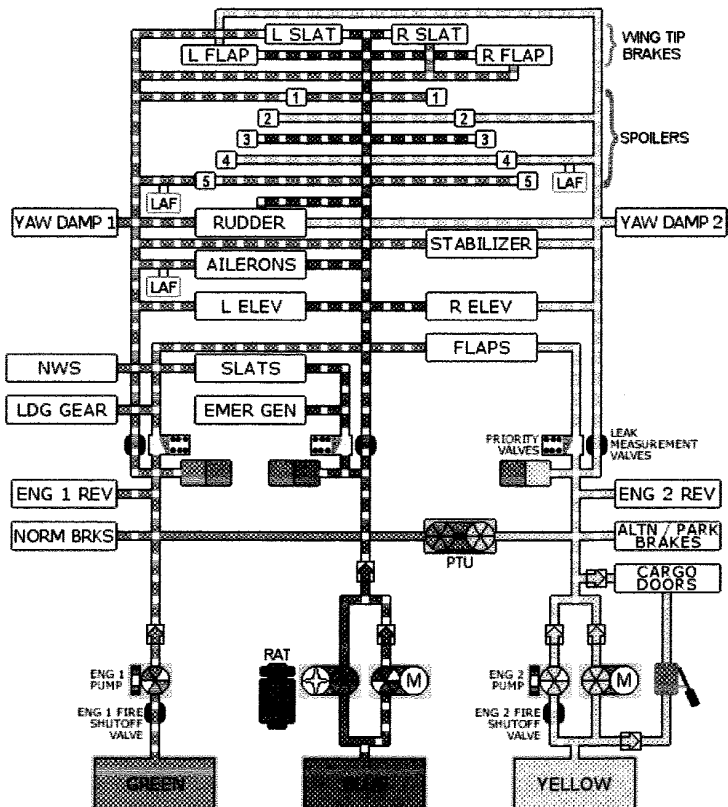 L SLAT R SLAT
L FLAP R FLAP
WING TIP
BRAKES
1 1
2 2
3 3
4 4
5 5
SPOILERS
LAF LAF
YAW DAMP 1 RUDDER YAW DAMP 2
STABILIZER
AILERONS
LAF
L ELEV R ELEV
FLAPS
NWS SLATS
LDG GEAR EMER GEN
PRIORITY
VALVES
LEAK
MEASUREMENT
VALVES
ENG 1 REV ENG 2 REV
NORM BRKS
ALTN / PARK
BRAKES
PTU
CARGO
DOORS
RAT
ENG 1
PUMP
M
ENG 2
PUMP
M
ENG 1 FIRE
SHUTOFF
VALVE
ENG 2 FIRE
SHUTOFF
VALVE
GREEN YELLOW